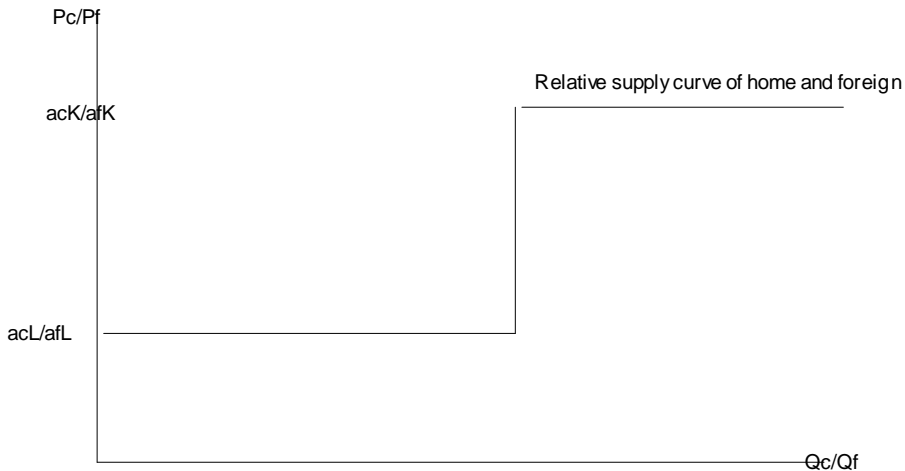 Pc/Pf
Relative supply curve of home and foreign
acK/afK
acL/afL
Qc/Qf